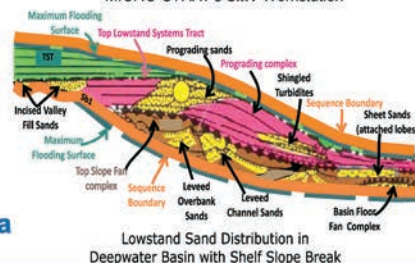 Maximum Flooding
Surface
Top Lowstand Systems Tract
TST
Prograding sands
Prograding complex
Shingled
Turbidites
Sequence Boundary
Sheet Sands
(attached lobes)
Incised Valley
Fill Sands
Maximum
Flooding Surface
Top Slope Fan
complex
Sequence
Boundary
Leveed
Overbank
Sands
Leveed
Channel Sands
Basin Floor
Fan Complex
a
Lowstand Sand Distribution in
Deepwater Basin with Shelf Slope Break